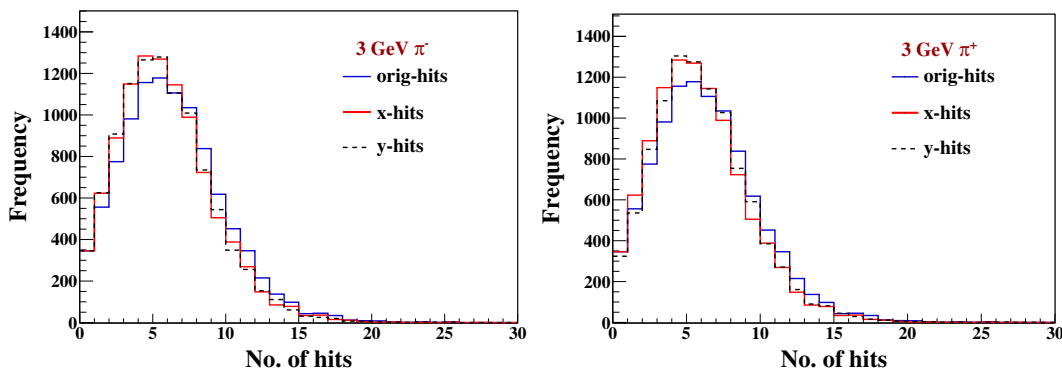 1400
1200
1000
800
600
400
200
0
Frequency
3 GeV π⁻
orig-hits
x-hits
y-hits
0 5 10 15 20 25 30
No. of hits
1400
1200
1000
800
600
400
200
0
Frequency
3 GeV π⁺
orig-hits
x-hits
y-hits
0 5 10 15 20 25 30
No. of hits